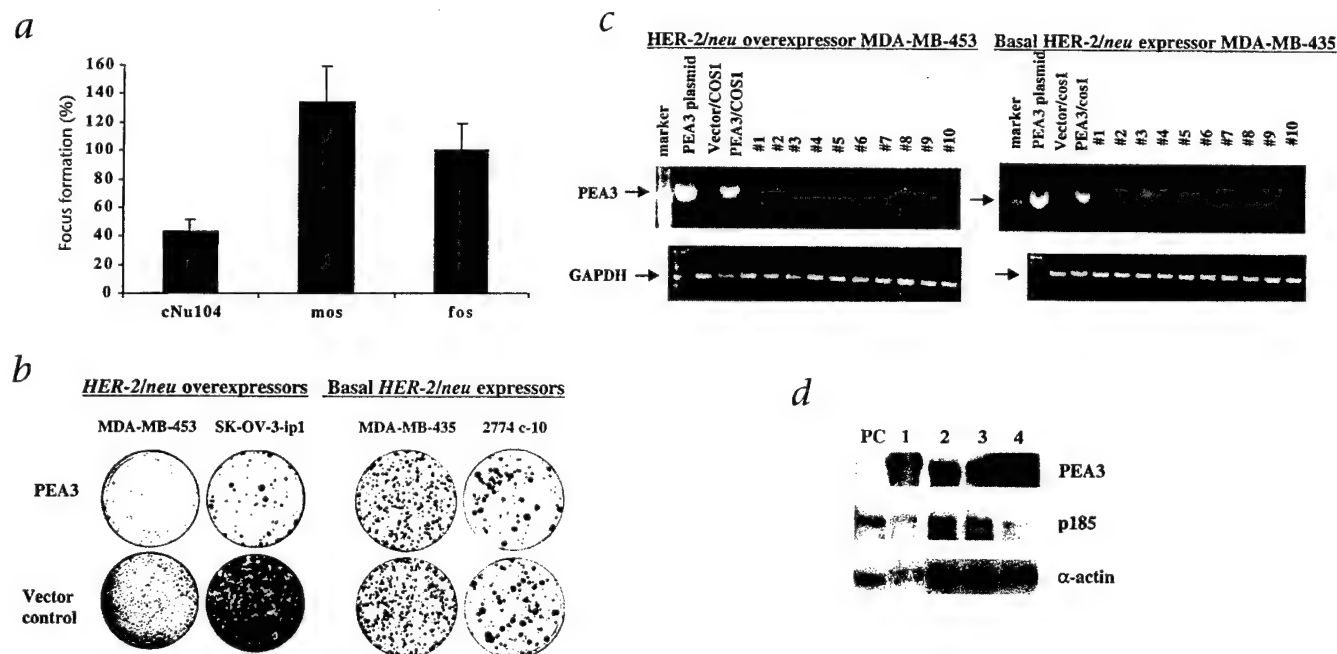 a
160
140
120
100
80
60
40
20
0
Focus formation (%)
cNu104 mos fos
b
HER-2/neu overexpressors Basal HER-2/neu expressors
MDA-MB-453 SK-OV-3-ip1 MDA-MB-435 2774 c-10
PEA3
Vector
control
c
HER-2/neu overexpressor MDA-MB-453 Basal HER-2/neu expressor MDA-MB-435
marker PEA3 plasmid Vector/COS1 PEA3/COS1 #1 #2 #3 #4 #5 #6 #7 #8 #9 #10
marker PEA3 plasmid Vector/cos1 PEA3/cos1 #1 #2 #3 #4 #5 #6 #7 #8 #9 #10
PEA3
GAPDH
d
PC 1 2 3 4
PEA3
p185
α-actin